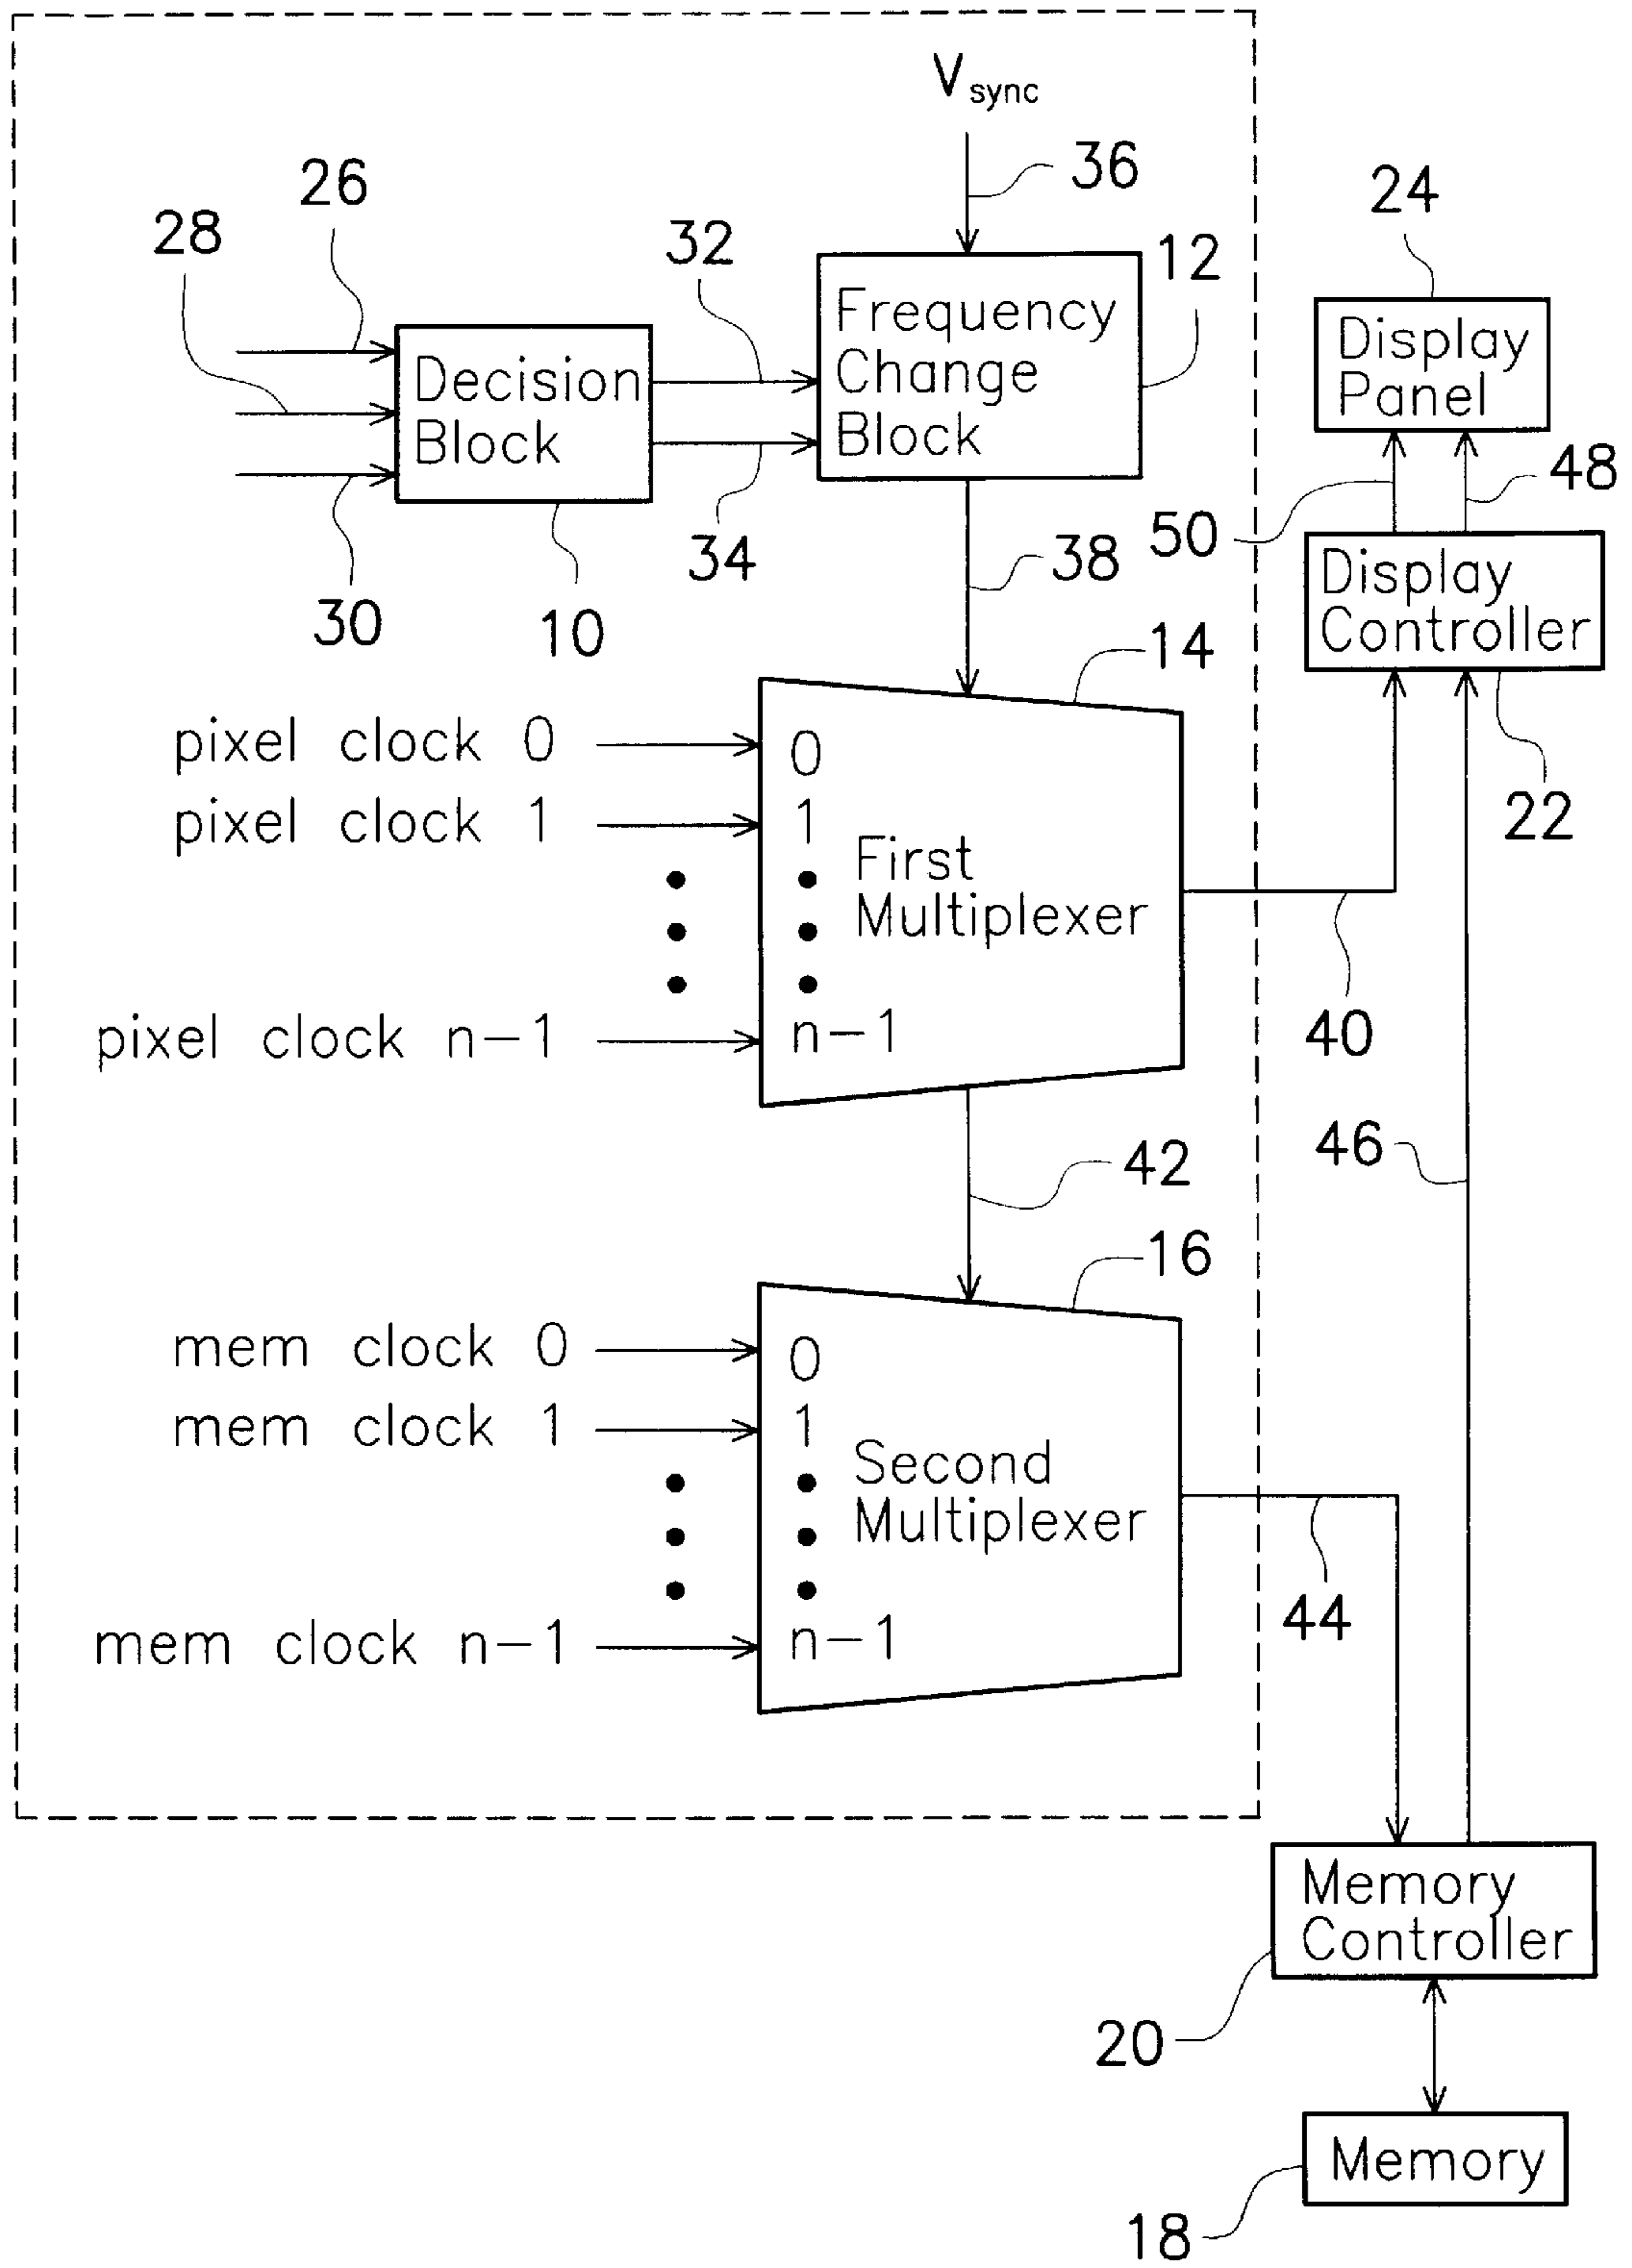 Vsync
36
26
24
28
32
12
Frequency
Change
Block
Display
Panel
Decision
Block
48
50
34
38
Display
Controller
30
10
14
22
pixel clock 0
0
pixel clock 1
1
First
Multiplexer
pixel clock n-1
n-1
40
46
42
16
mem clock 0
0
mem clock 1
1
Second
Multiplexer
mem clock n-1
n-1
44
Memory
Controller
20
Memory
18